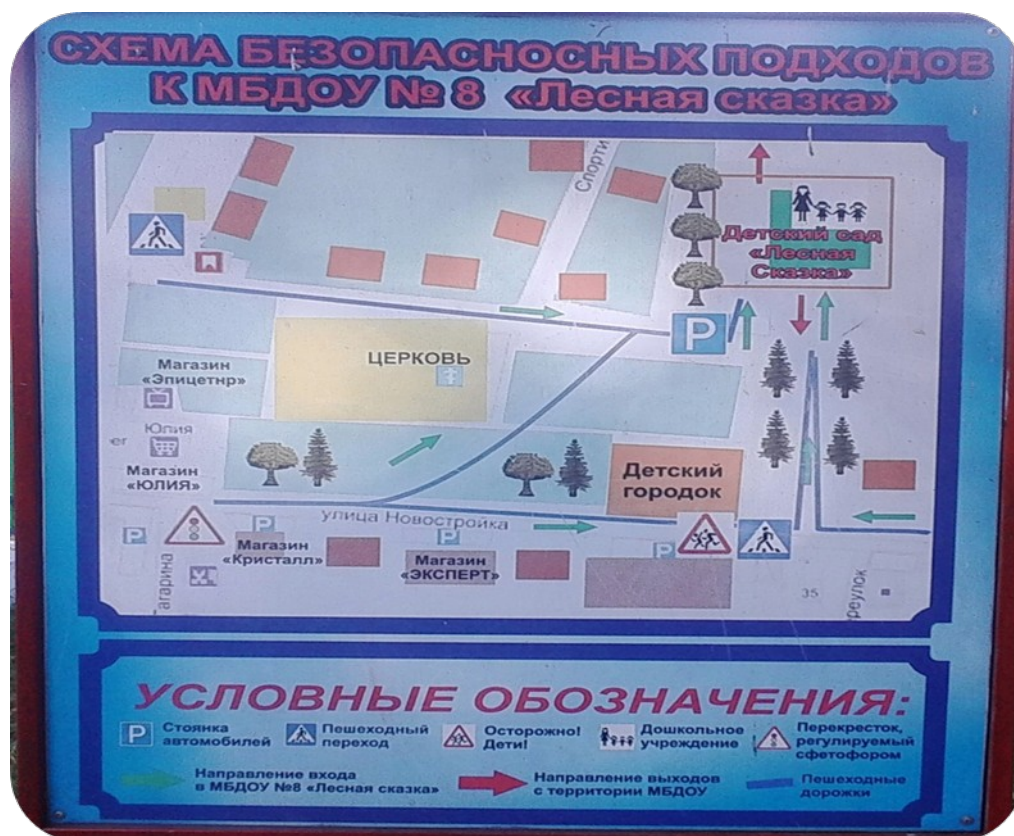 СХЕМА БЕЗОПАСНОСНЫХ ПОДХОДОВ
К МБДОУ № 8 «Лесная сказка»
Спорти
Детский сад
«Лесная
Сказка»
P
ЦЕРКОВЬ
Магазин
«Эпицетнр»
Юлия
ег
Магазин
«ЮЛИЯ»
Детский
городок
улица Новостройка
P
P
P
P
Магазин
«Кристалл»
Магазин
«ЭКСПЕРТ»
агарина
35
реулок
УСЛОВНЫЕ ОБОЗНАЧЕНИЯ:
P
Стоянка
автомобилей
Пешеходный
переход
Осторожно!
Дети!
Дошкольное
учреждение
Перекресток,
регулируемый
сфетофором
Направление входа
в МБДОУ №8 «Лесная сказка»
Направление выходов
с территории МБДОУ
Пешеходные
дорожки